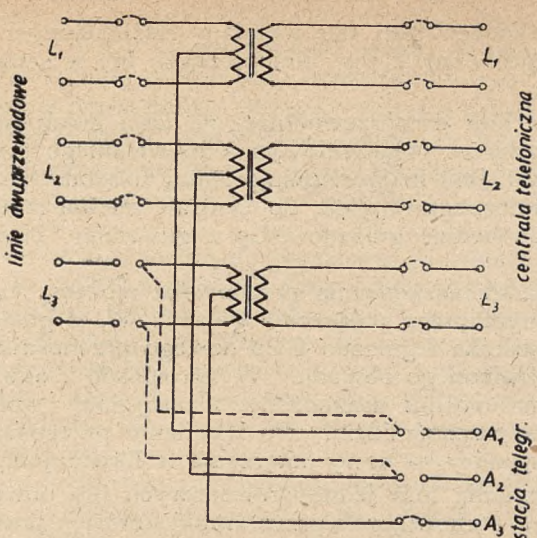 linie dwuprzewodowe
L₁
L₂
L₃
L₁
L₂
L₃
centrala telefoniczna
A₁
A₂
A₃
stacja telegr.